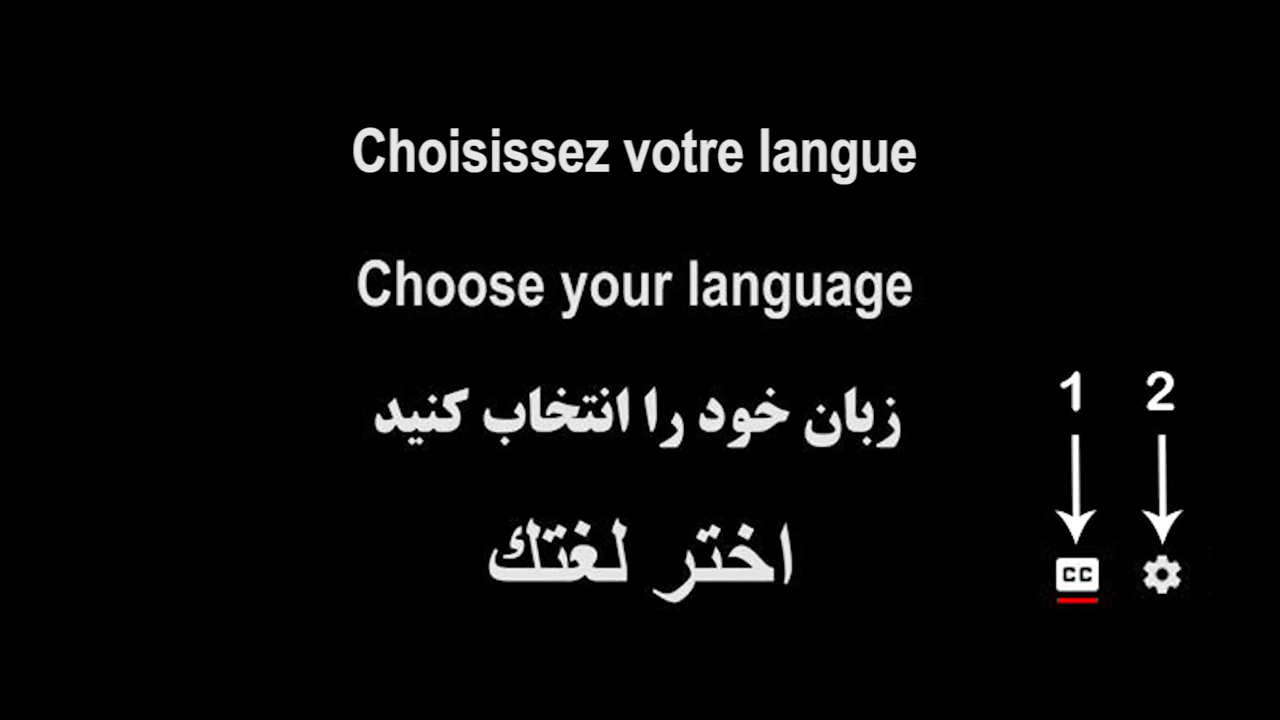 Choisissez votre langue
Choose your language
زبان خود را انتخاب کنید
اختر لغتك
1 2
CC